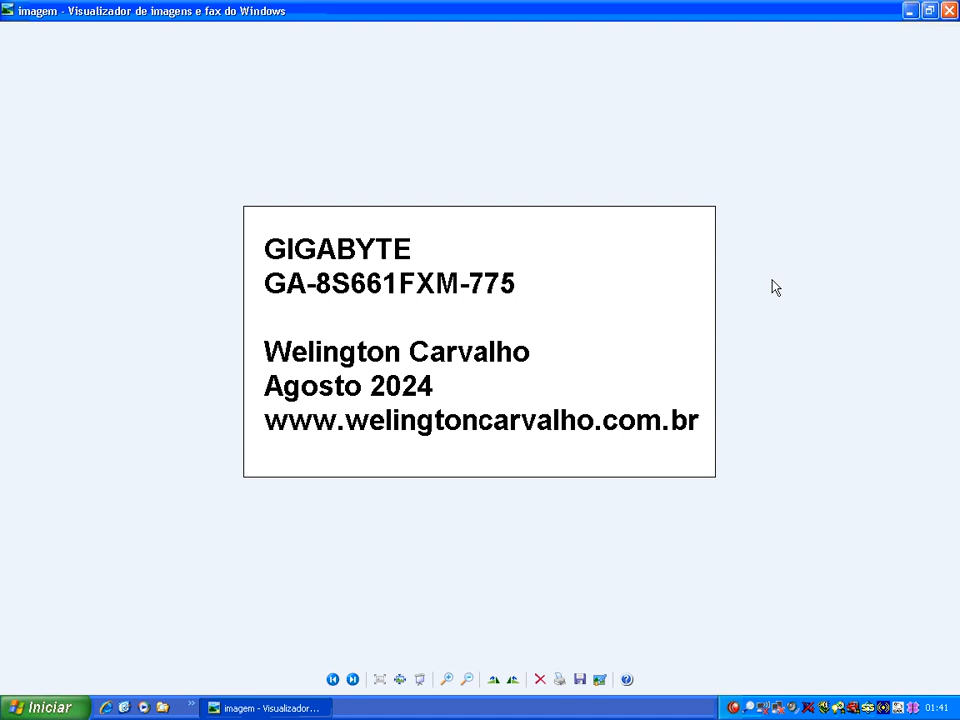 imagem - Visualizador de imagens e fax do Windows
GIGABYTE
GA-8S661FXM-775
Welington Carvalho
Agosto 2024
www.welingtoncarvalho.com.br
Iniciar
imagem - Visualizador...
01:41